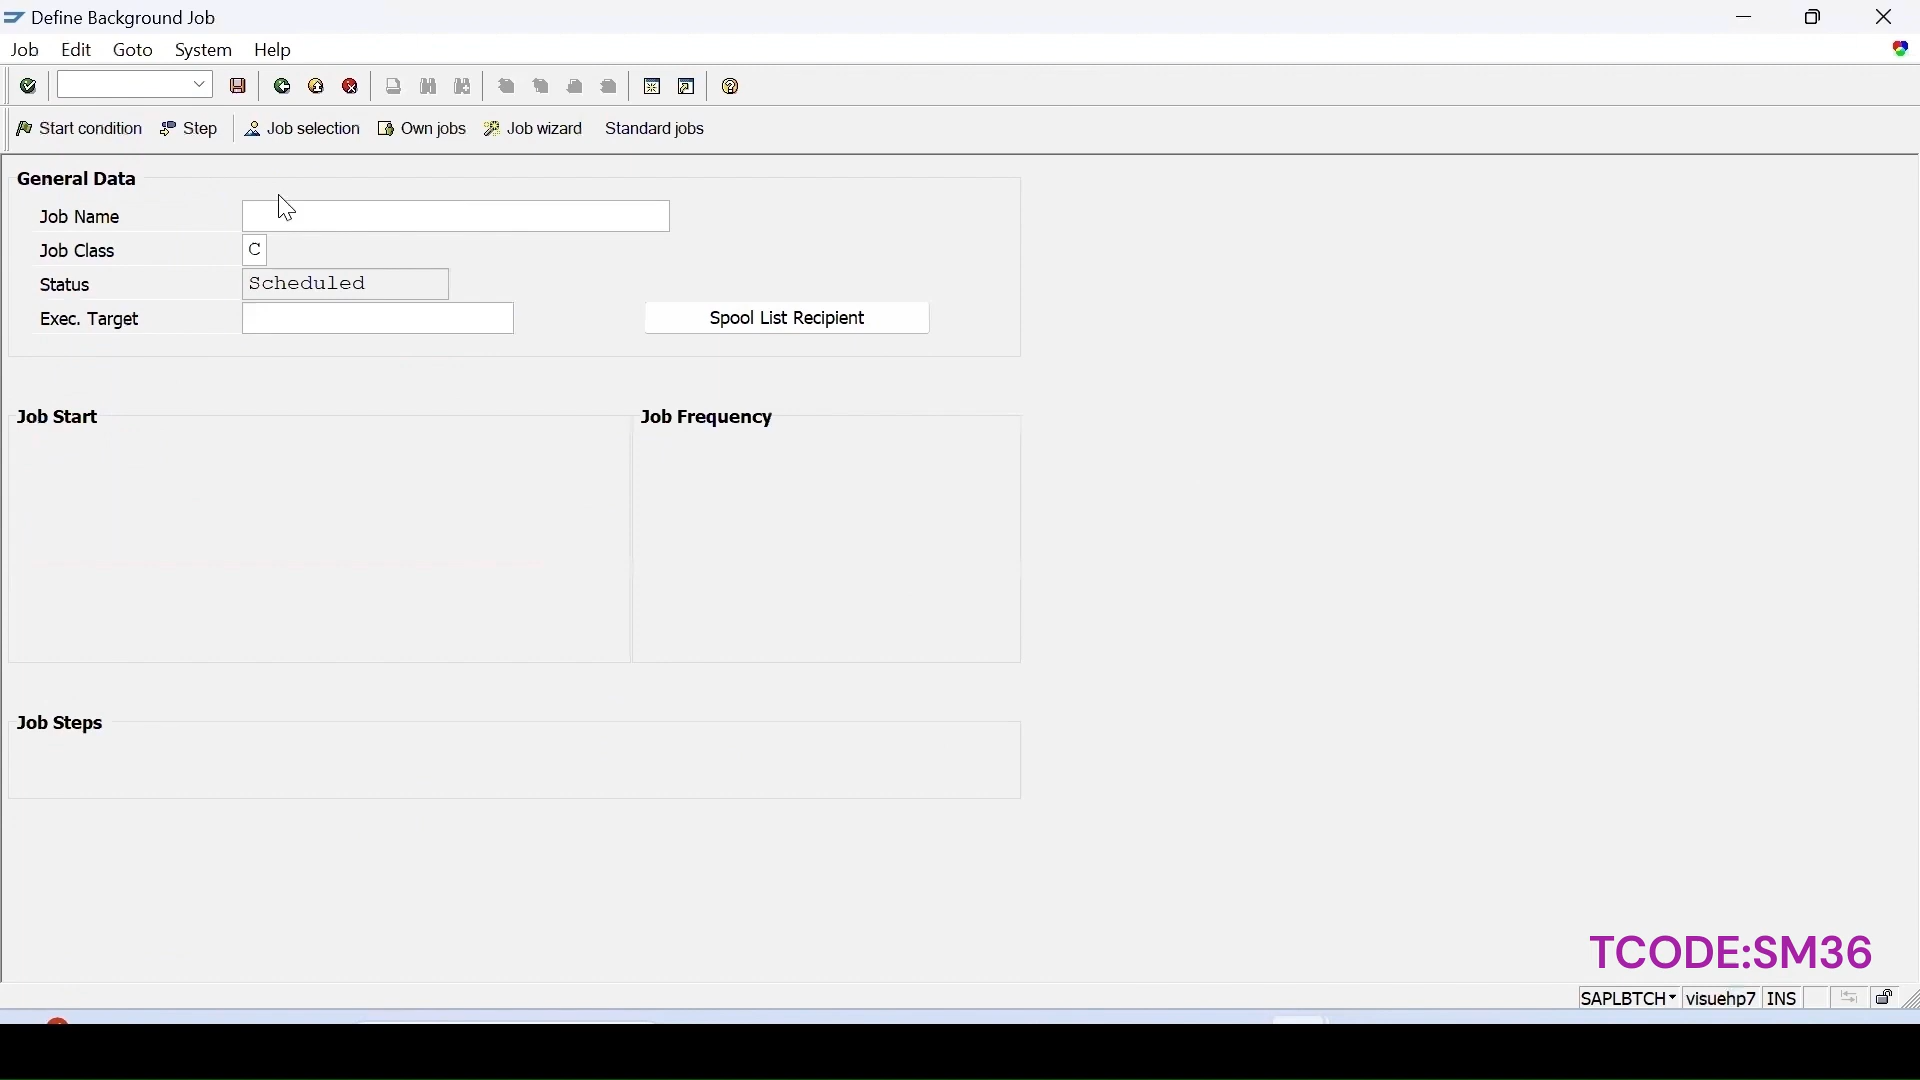 Define Background Job
Job Edit Goto System Help
Start condition Step Job selection Own jobs Job wizard Standard jobs
General Data
Job Name
Job Class C
Status Scheduled
Exec. Target Spool List Recipient
Job Start Job Frequency
Job Steps
TCODE:SM36
SAPLBTCH visuehp7 INS